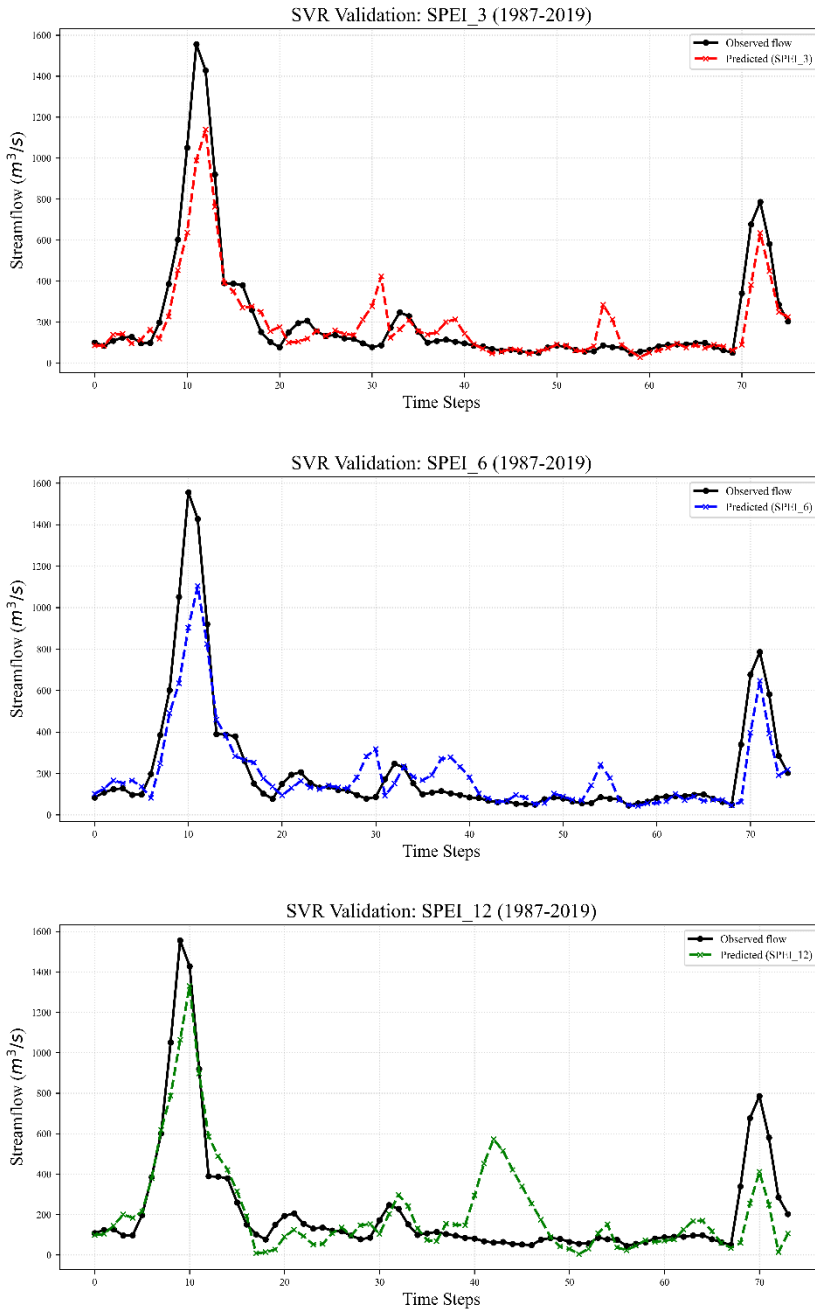 SVR Validation: SPEI_3 (1987-2019)
1600
1400
1200
1000
800
600
400
200
0
Streamflow (m³/s)
Observed flow
Predicted (SPEI_3)
0 10 20 30 40 50 60 70
Time Steps
SVR Validation: SPEI_6 (1987-2019)
1600
1400
1200
1000
800
600
400
200
0
Streamflow (m³/s)
Observed flow
Predicted (SPEI_6)
0 10 20 30 40 50 60 70
Time Steps
SVR Validation: SPEI_12 (1987-2019)
1600
1400
1200
1000
800
600
400
200
0
Streamflow (m³/s)
Observed flow
Predicted (SPEI_12)
0 10 20 30 40 50 60 70
Time Steps